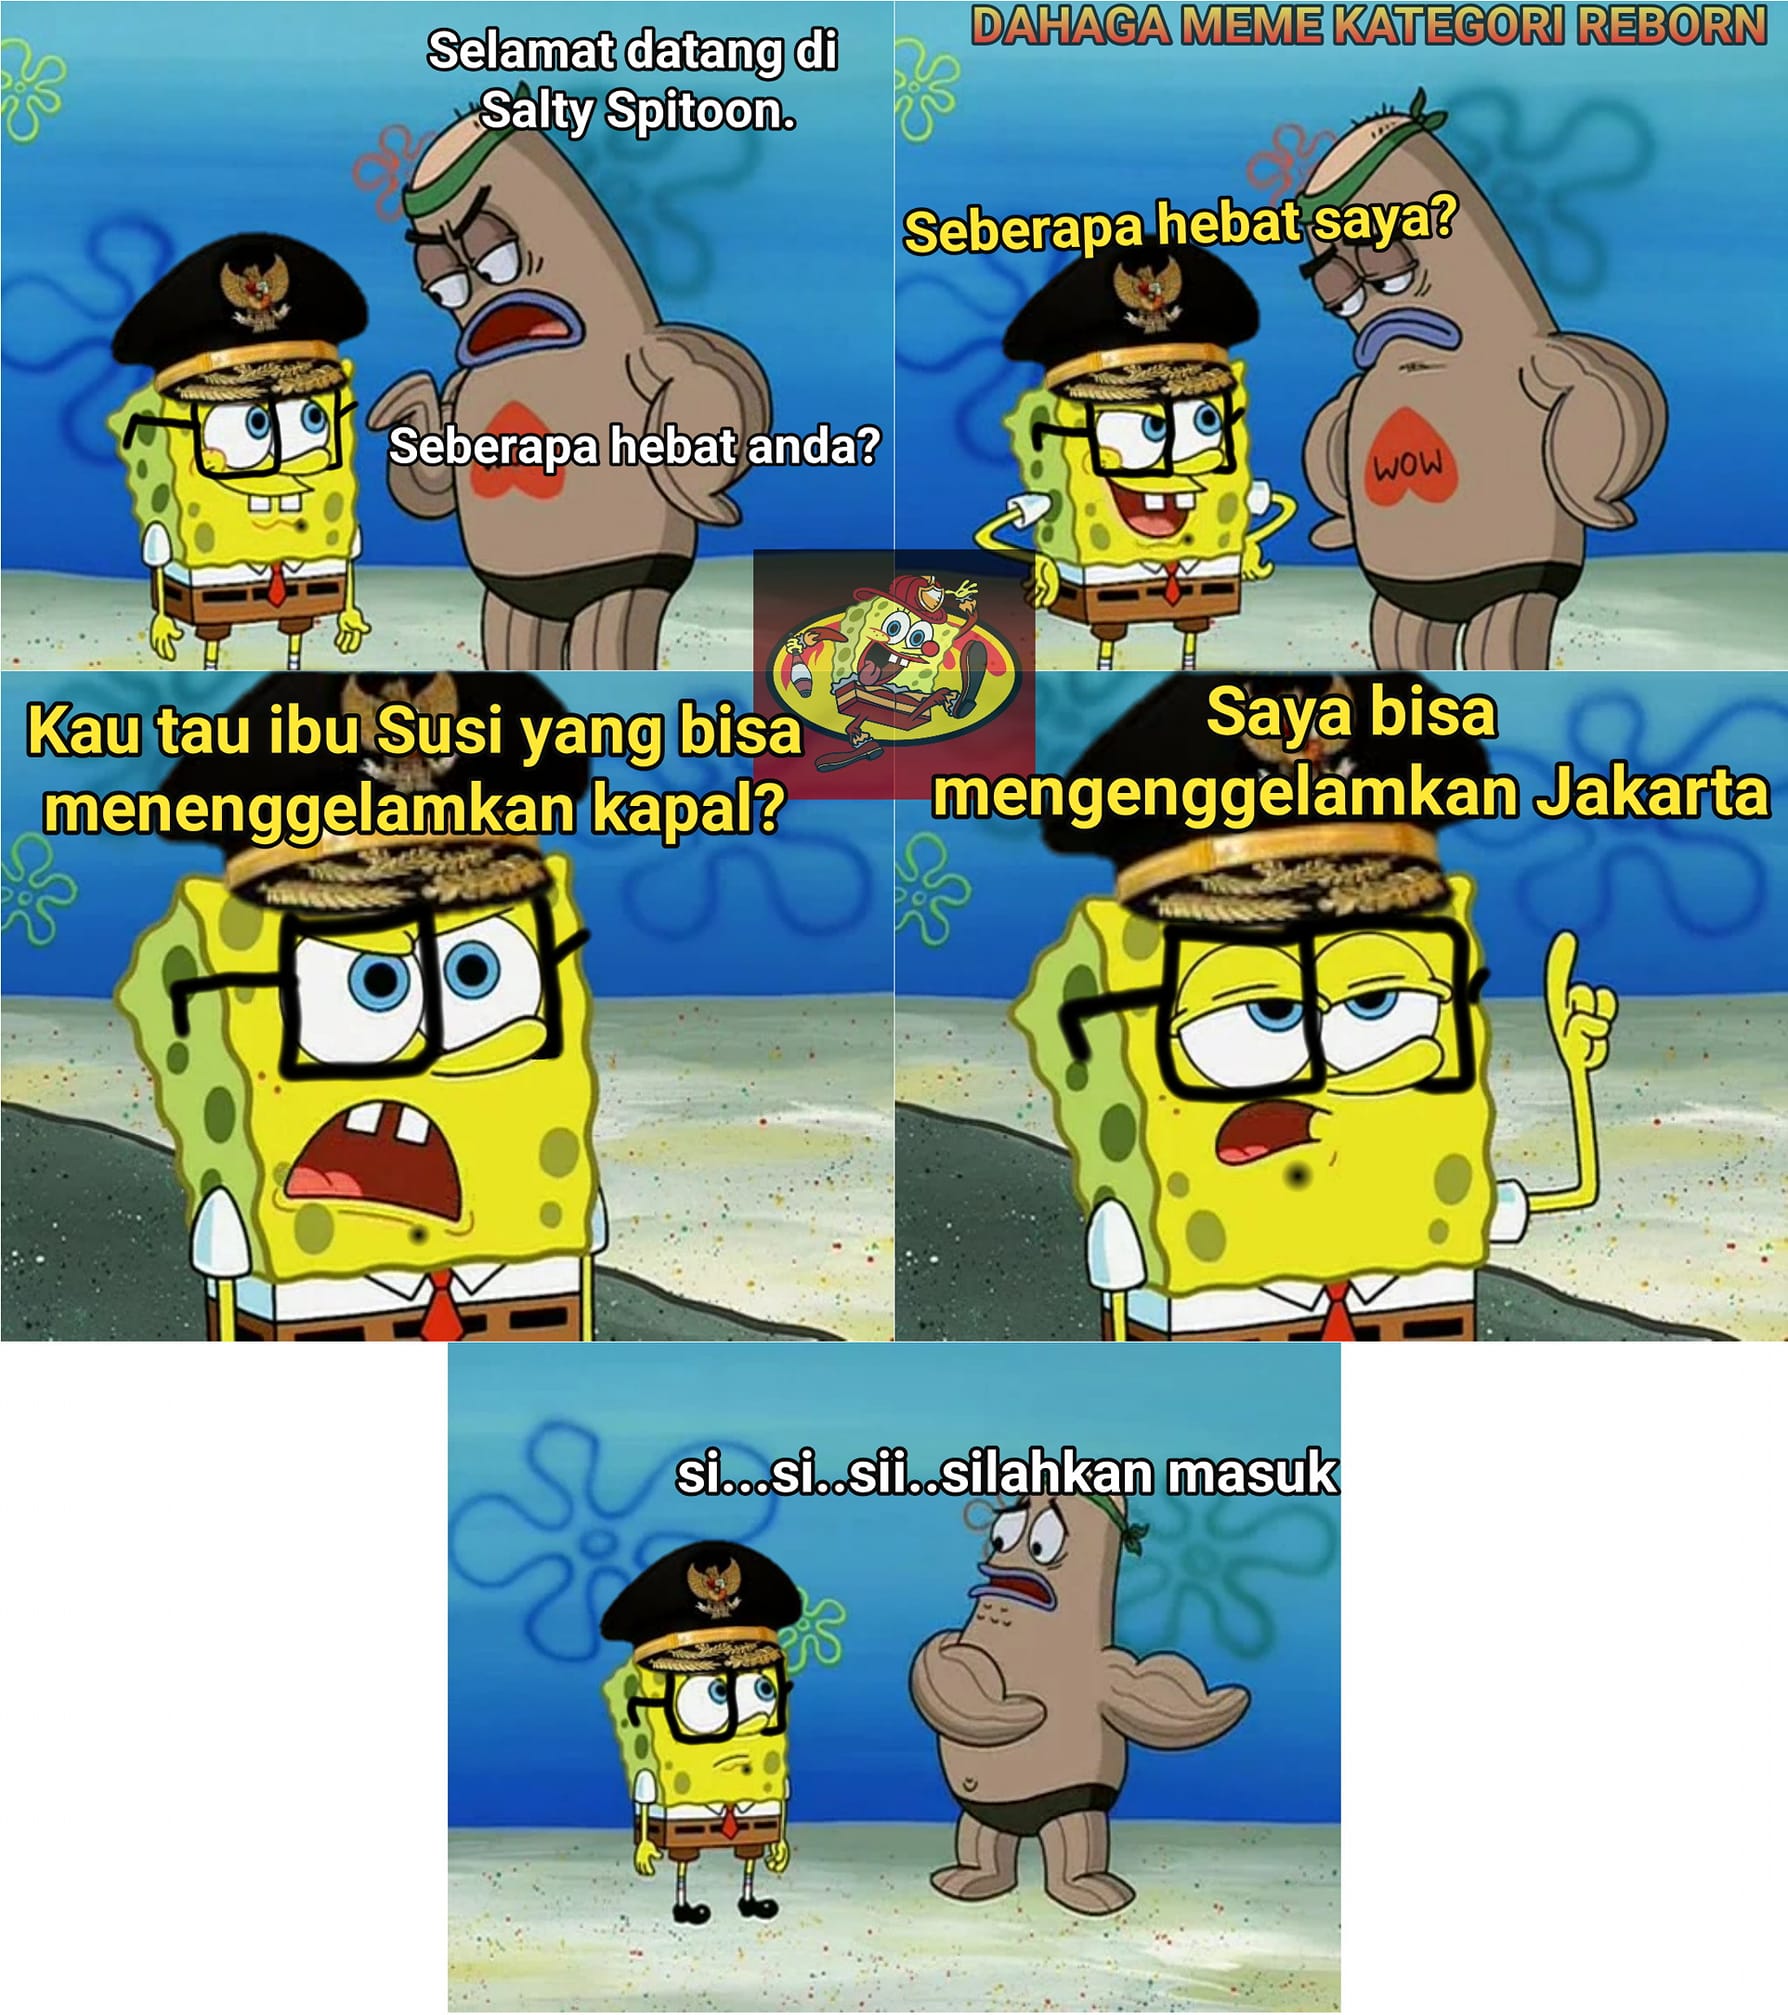 Selamat datang di
Salty Spitoon.
Seberapa hebat anda?
DAHAGA MEME KATEGORI REBORN
Seberapa hebat saya?
WOW
Kau tau ibu Susi yang bisa
menenggelamkan kapal?
Saya bisa
mengenggelamkan Jakarta
si...si..sii..silahkan masuk